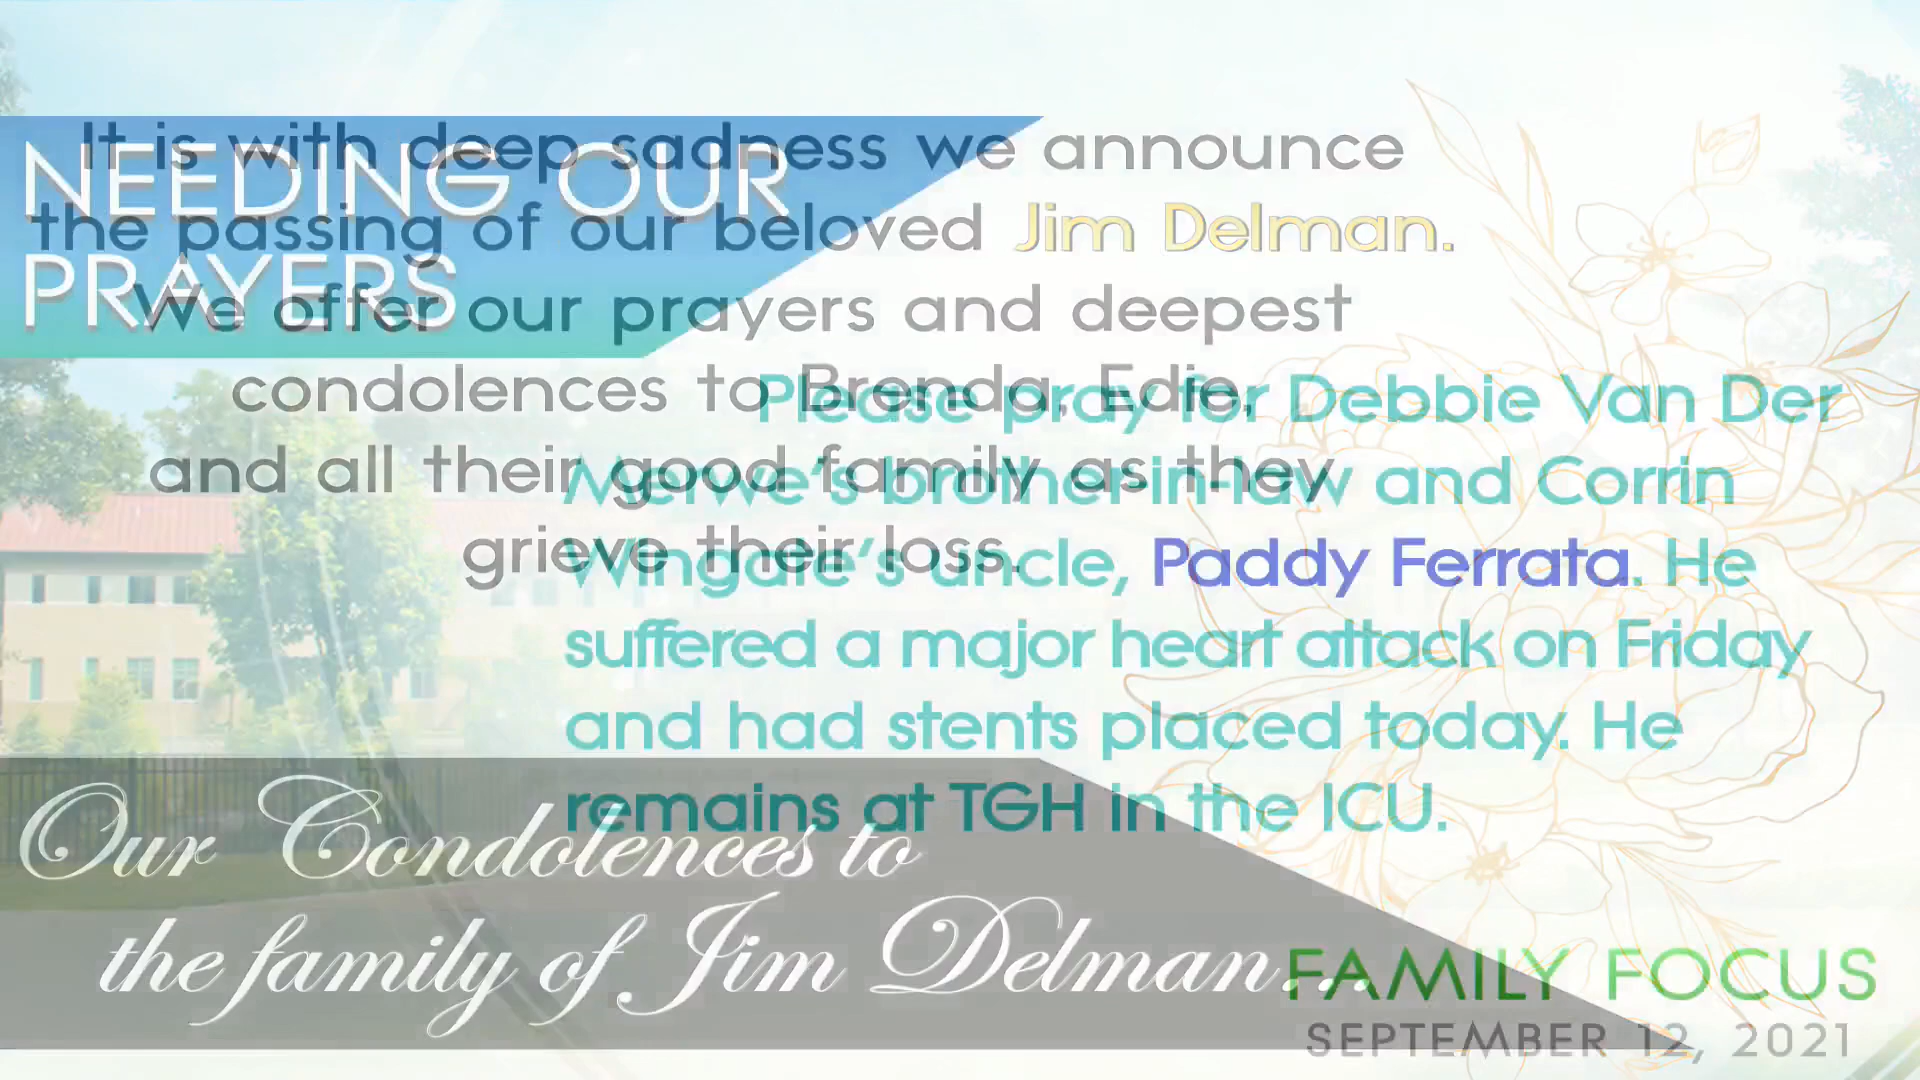 It is with deep sadness we announce
the passing of our beloved Jim Delman.
We offer our prayers and deepest
condolences to Brenda, Edie,
and all their good family as they
grieve their loss.
Our Condolences to
the family of Jim Delman...
NEEDING OUR
PRAYERS
Please pray for Debbie Van Der
Merwe's brother-in-law and Corrin
Wingate's uncle, Paddy Ferrata. He
suffered a major heart attack on Friday
and had stents placed today. He
remains at TGH in the ICU.
FAMILY FOCUS
SEPTEMBER 12, 2021